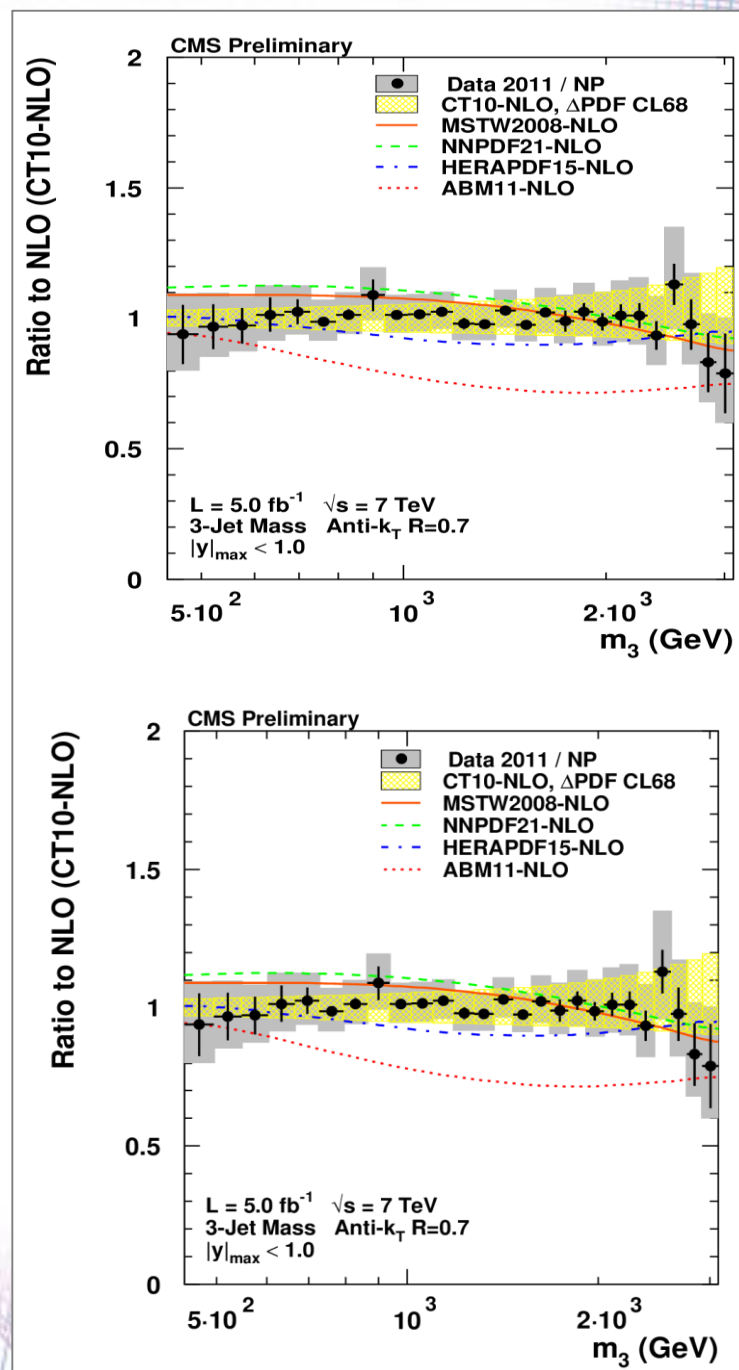 CMS Preliminary
Ratio to NLO (CT10-NLO)
2
1.5
1
0.5
0
Data 2011 / NP
CT10-NLO, ΔPDF CL68
MSTW2008-NLO
NNPDF21-NLO
HERAPDF15-NLO
ABM11-NLO
L = 5.0 fb⁻¹ √s = 7 TeV
3-Jet Mass Anti-k_T R=0.7
|y|_max < 1.0
5·10² 10³ 2·10³
m₃ (GeV)
CMS Preliminary
Ratio to NLO (CT10-NLO)
2
1.5
1
0.5
0
Data 2011 / NP
CT10-NLO, ΔPDF CL68
MSTW2008-NLO
NNPDF21-NLO
HERAPDF15-NLO
ABM11-NLO
L = 5.0 fb⁻¹ √s = 7 TeV
3-Jet Mass Anti-k_T R=0.7
|y|_max < 1.0
5·10² 10³ 2·10³
m₃ (GeV)